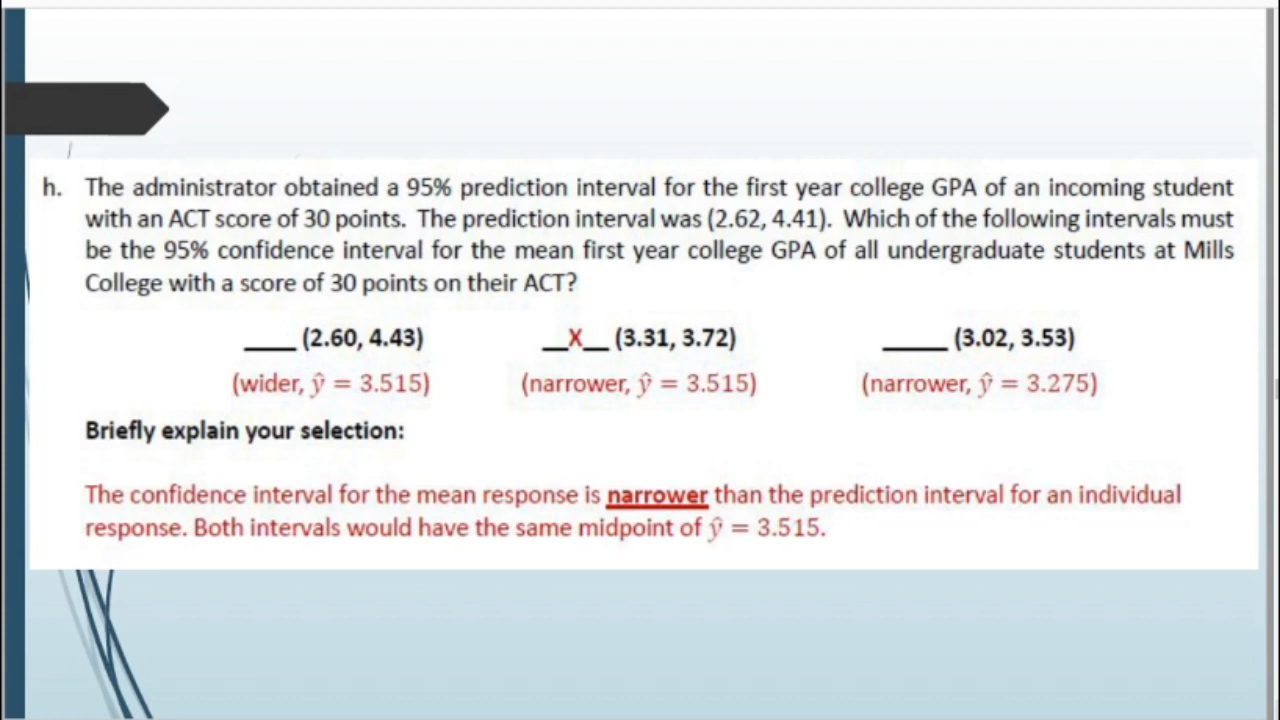 h. The administrator obtained a 95% prediction interval for the first year college GPA of an incoming student
with an ACT score of 30 points. The prediction interval was (2.62, 4.41). Which of the following intervals must
be the 95% confidence interval for the mean first year college GPA of all undergraduate students at Mills
College with a score of 30 points on their ACT?
____ (2.60, 4.43) __X__ (3.31, 3.72) _____ (3.02, 3.53)
(wider, ŷ = 3.515) (narrower, ŷ = 3.515) (narrower, ŷ = 3.275)
Briefly explain your selection:
The confidence interval for the mean response is narrower than the prediction interval for an individual
response. Both intervals would have the same midpoint of ŷ = 3.515.